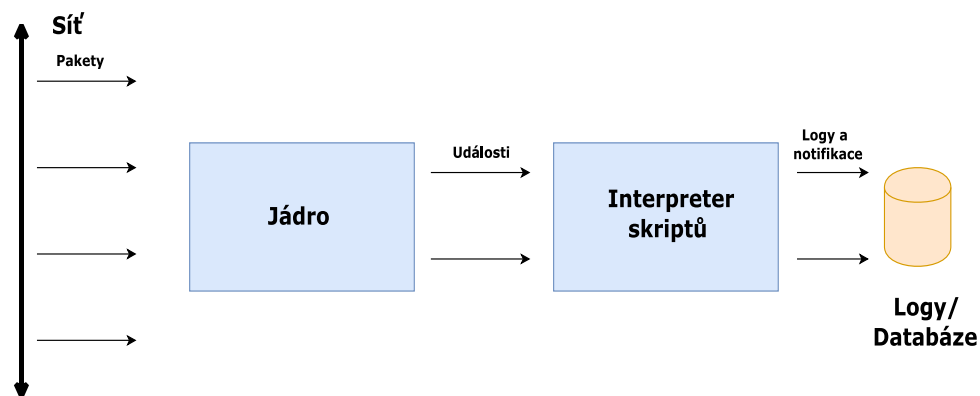 Síť
Pakety
Jádro
Události
Interpreter
skriptů
Logy a
notifikace
Logy/
Databáze